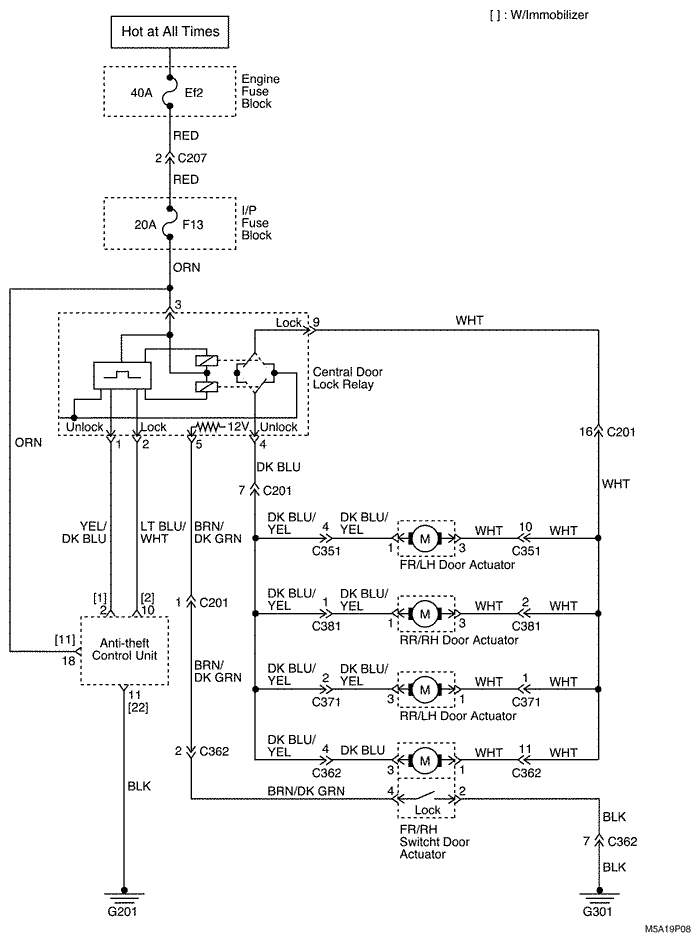 [ ] : W/Immobilizer
Hot at All Times
40A Ef2
Engine
Fuse
Block
RED
2 C207
RED
20A F13
I/P
Fuse
Block
ORN
3
Lock 9
WHT
Central Door
Lock Relay
Unlock Lock 12V Unlock
1 2 5 4
ORN
16 C201
DK BLU
7 C201
WHT
YEL/
DK BLU
LT BLU/
WHT
BRN/
DK GRN
DK BLU/
YEL
4
C351
DK BLU/
YEL
1
M
3
WHT
10
C351
WHT
FR/LH Door Actuator
[1] [2]
2 10
1 C201
DK BLU/
YEL
1
C381
DK BLU/
YEL
1
M
3
WHT
2
C381
WHT
RR/RH Door Actuator
[11]
18
Anti-theft
Control Unit
11
[22]
BRN/
DK GRN
DK BLU/
YEL
2
C371
DK BLU/
YEL
3
M
1
WHT
1
C371
WHT
RR/LH Door Actuator
2 C362
DK BLU/
YEL
4
C362
DK BLU
3
M
1
WHT
11
C362
WHT
BLK
BRN/DK GRN
4
2
Lock
FR/RH
Switcht Door
Actuator
BLK
7 C362
BLK
G201
G301
M5A19P08